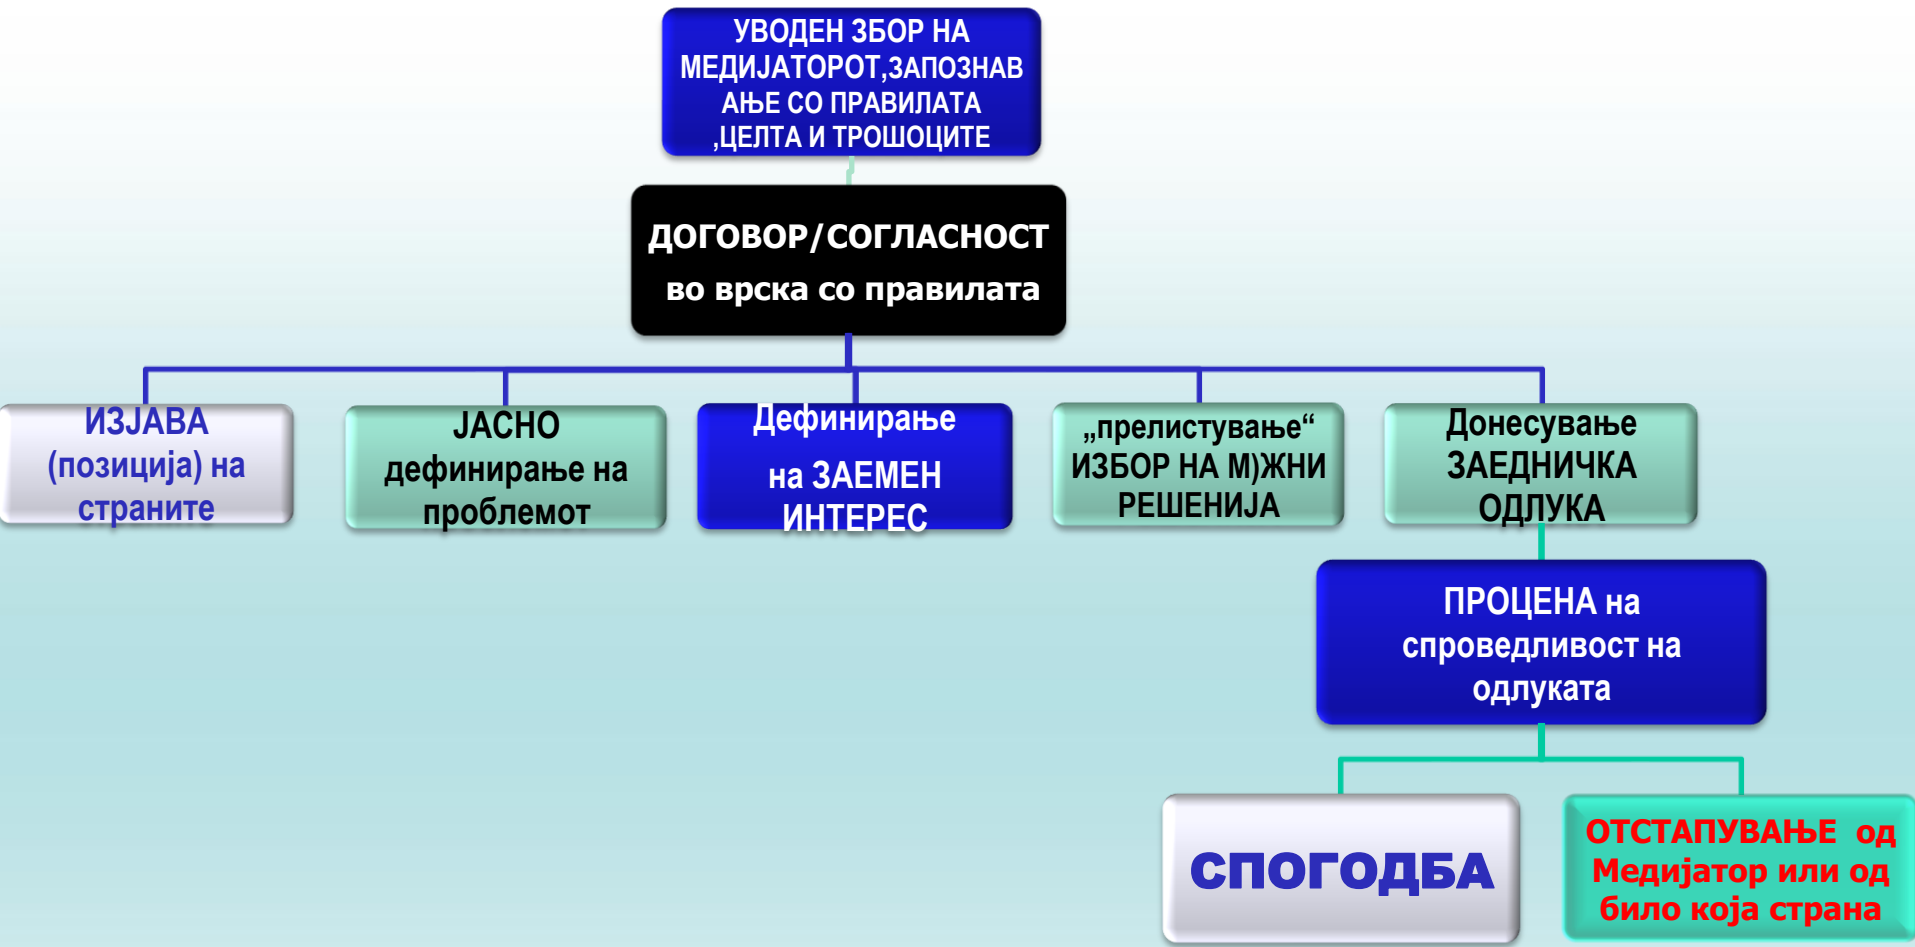 УВОДЕН ЗБОР НА
МЕДИЈАТОРОТ,ЗАПОЗНАВ
АЊЕ СО ПРАВИЛАТА
,ЦЕЛТА И ТРОШОЦИТЕ
ДОГОВОР/СОГЛАСНОСТ
во врска со правилата
ИЗЈАВА
(позиција) на
страните
ЈАСНО
дефинирање на
проблемот
Дефинирање
на ЗАЕМЕН
ИНТЕРЕС
„прелистување“
ИЗБОР НА М)ЖНИ
РЕШЕНИЈА
Донесување
ЗАЕДНИЧКА
ОДЛУКА
ПРОЦЕНА на
спроведливост на
одлуката
СПОГОДБА
ОТСТАПУВАЊЕ од
Медијатор или од
било која страна